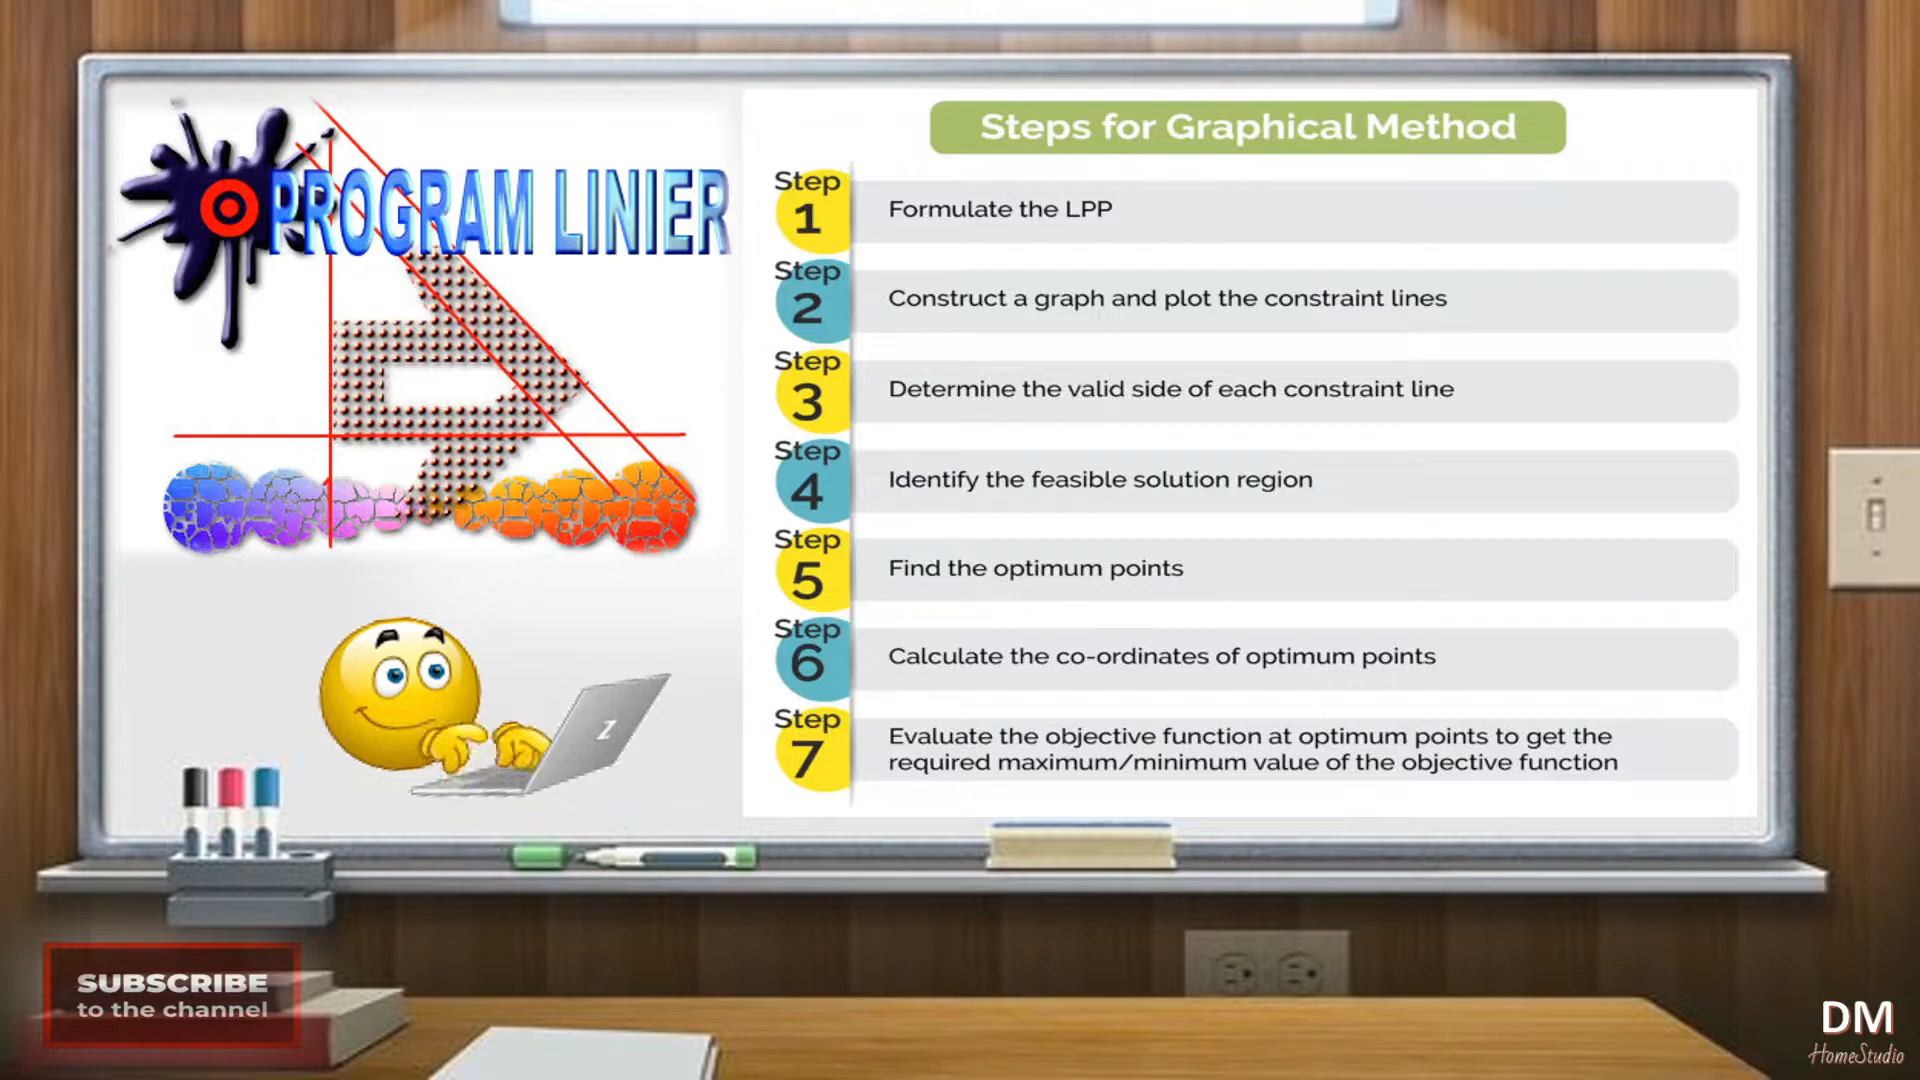 PROGRAM LINIER
Steps for Graphical Method
Step
1
Formulate the LPP
Step
2
Construct a graph and plot the constraint lines
Step
3
Determine the valid side of each constraint line
Step
4
Identify the feasible solution region
Step
5
Find the optimum points
Step
6
Calculate the co-ordinates of optimum points
Step
7
Evaluate the objective function at optimum points to get the
required maximum/minimum value of the objective function
Z
SUBSCRIBE
to the channel
DM
HomeStudio